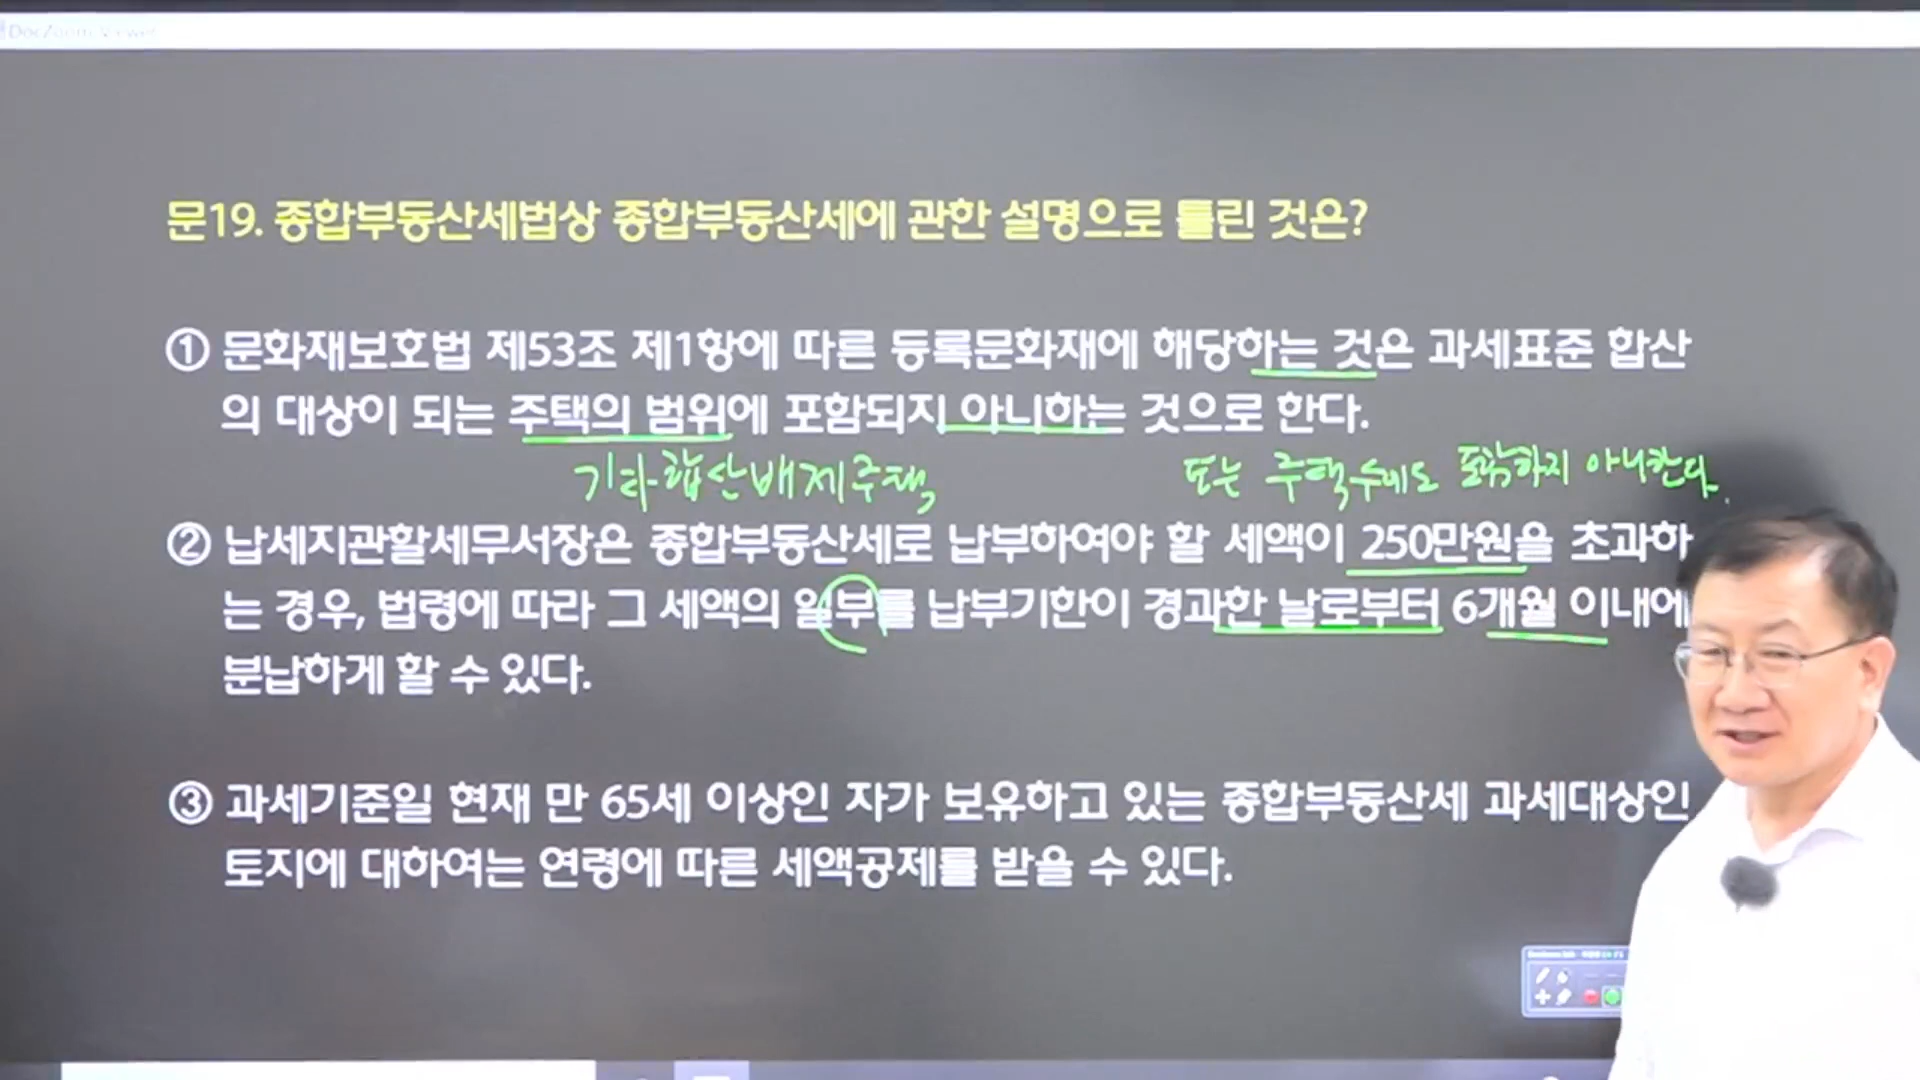 DocZoom Viewer
문19. 종합부동산세법상 종합부동산세에 관한 설명으로 틀린 것은?
① 문화재보호법 제53조 제1항에 따른 등록문화재에 해당하는 것은 과세표준 합산
의 대상이 되는 주택의 범위에 포함되지 아니하는 것으로 한다.
기타합산배제주택
또는 주택수에도 포함하지 아니한다.
② 납세지관할세무서장은 종합부동산세로 납부하여야 할 세액이 250만원을 초과하
는 경우, 법령에 따라 그 세액의 일부를 납부기한이 경과한 날로부터 6개월 이내에
분납하게 할 수 있다.
③ 과세기준일 현재 만 65세 이상인 자가 보유하고 있는 종합부동산세 과세대상인
토지에 대하여는 연령에 따른 세액공제를 받을 수 있다.